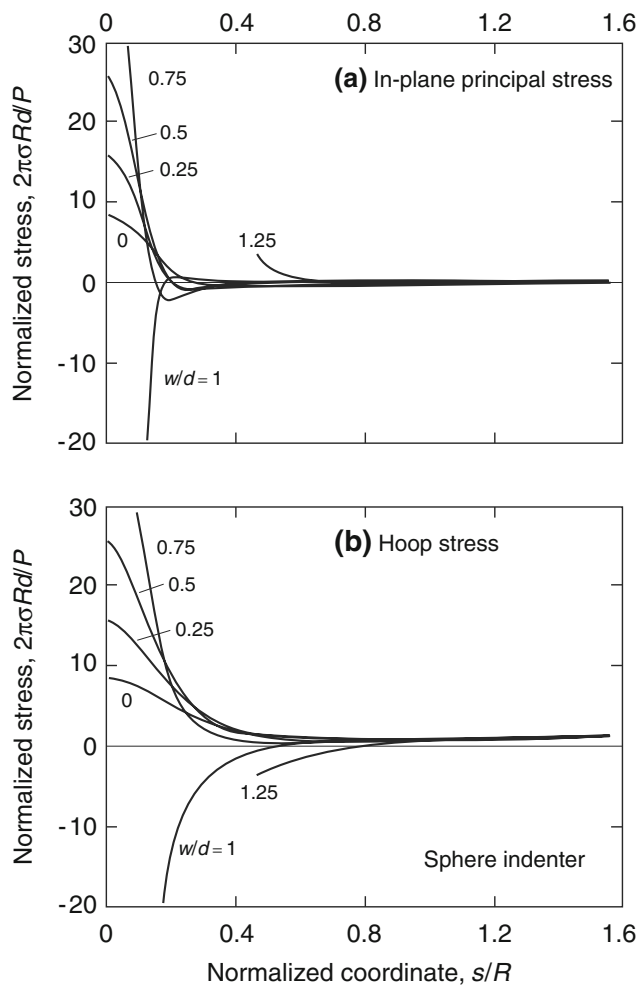 0 0.4 0.8 1.2 1.6
30
20
10
0
-10
-20
Normalized stress, 2πσRd/P
(a) In-plane principal stress
0.75
0.5
0.25
0
1.25
w/d = 1
30
20
10
0
-10
-20
Normalized stress, 2πσRd/P
(b) Hoop stress
0.75
0.5
0.25
0
1.25
w/d = 1
Sphere indenter
0 0.4 0.8 1.2 1.6
Normalized coordinate, s/R